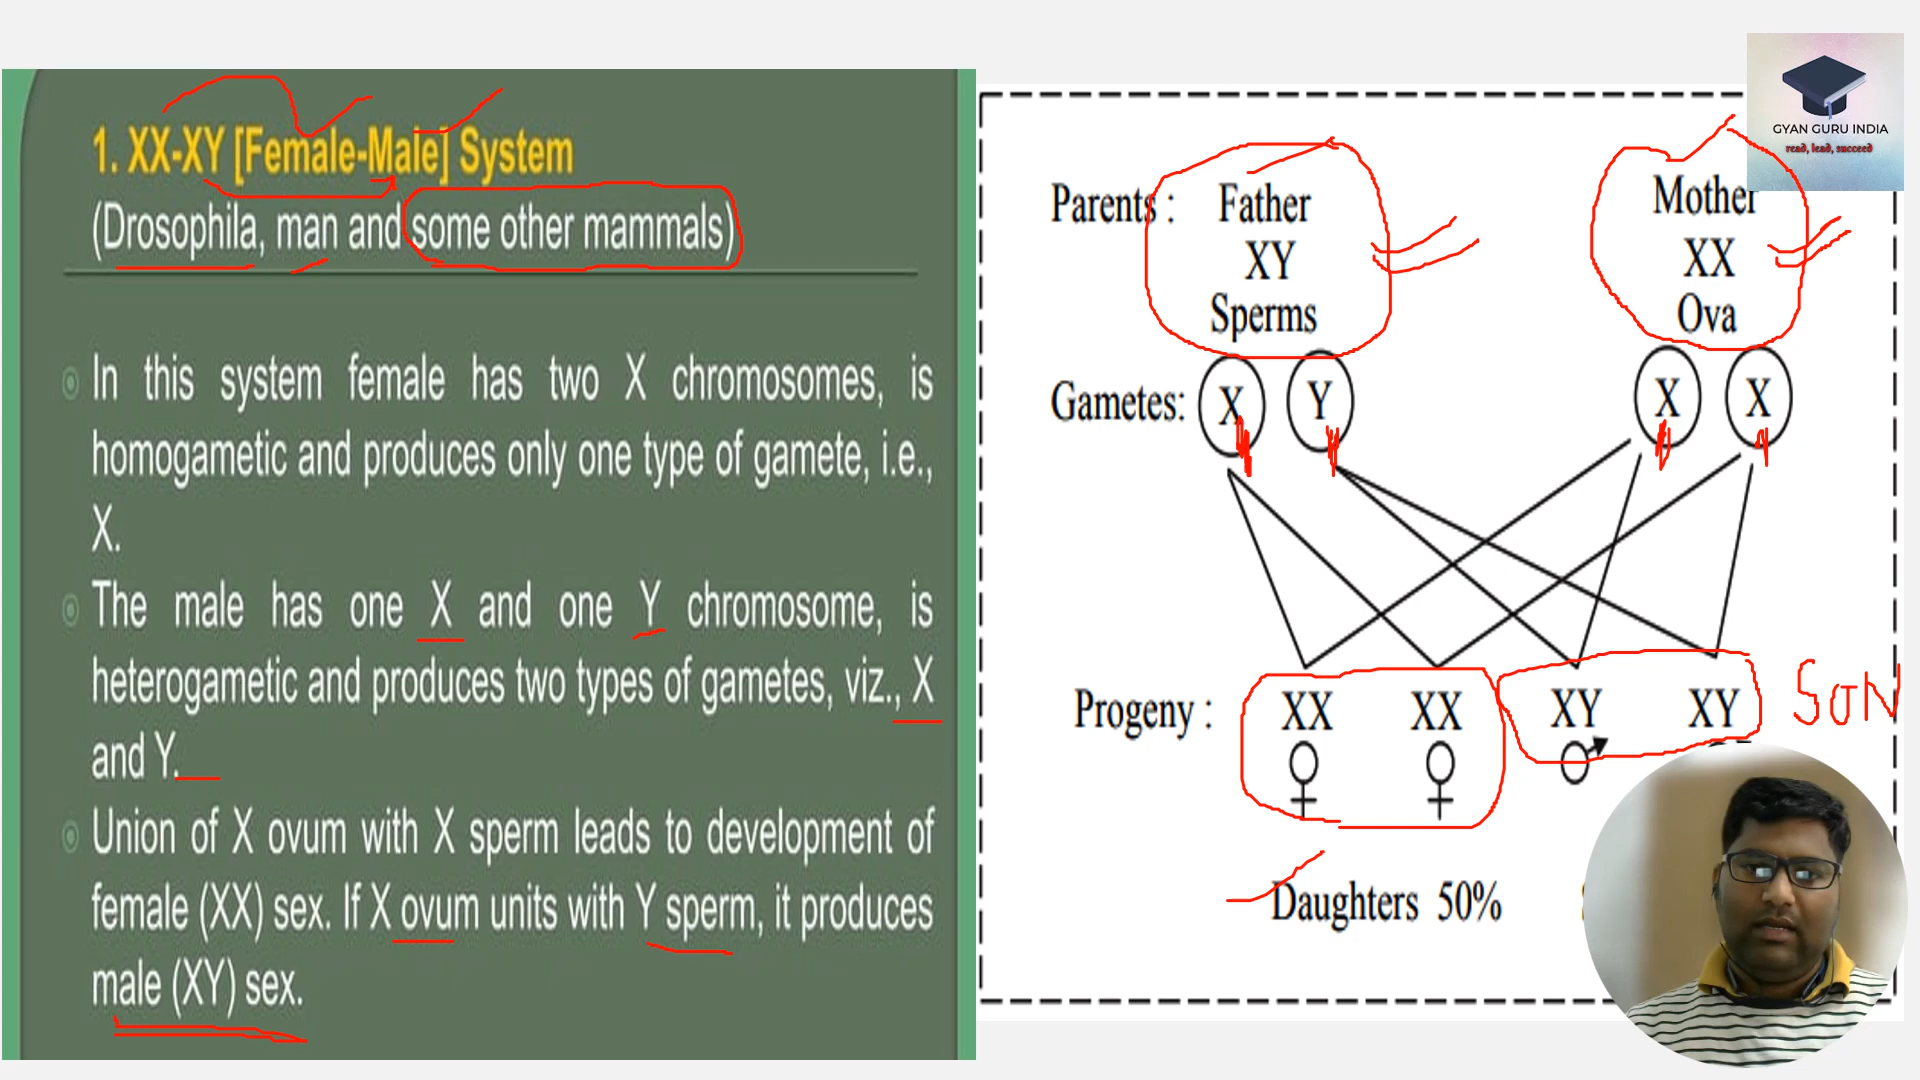 1. XX-XY [Female-Male] System
(Drosophila, man and some other mammals)
In this system female has two X chromosomes, is
homogametic and produces only one type of gamete, i.e.,
X.
The male has one X and one Y chromosome, is
heterogametic and produces two types of gametes, viz., X
and Y.
Union of X ovum with X sperm leads to development of
female (XX) sex. If X ovum units with Y sperm, it produces
male (XY) sex.
GYAN GURU INDIA
read, lead, succeed
Parents : Father Mother
XY XX
Sperms Ova
Gametes: X Y X X
Progeny : XX XX XY XY SON
Daughters 50%